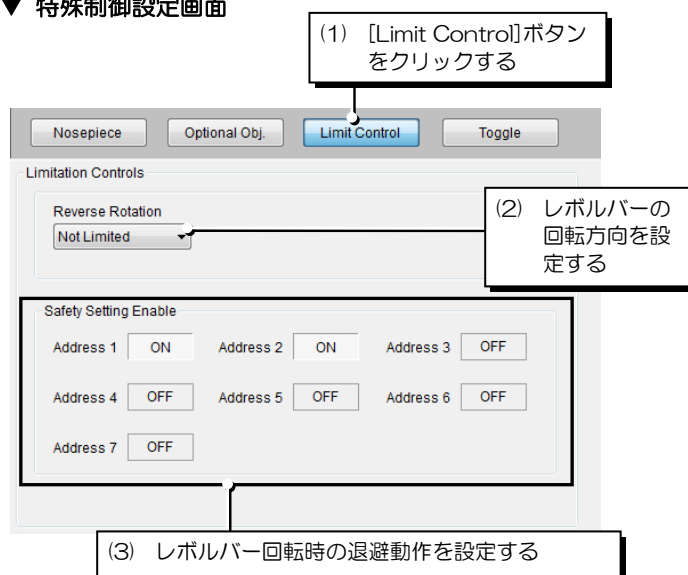 ▼ 特殊制御設定画面
(1) [Limit Control]ボタン
をクリックする
Nosepiece Optional Obj. Limit Control Toggle
Limitation Controls
Reverse Rotation
Not Limited
(2) レボルバーの
回転方向を設
定する
Safety Setting Enable
Address 1 ON Address 2 ON Address 3 OFF
Address 4 OFF Address 5 OFF Address 6 OFF
Address 7 OFF
(3) レボルバー回転時の退避動作を設定する